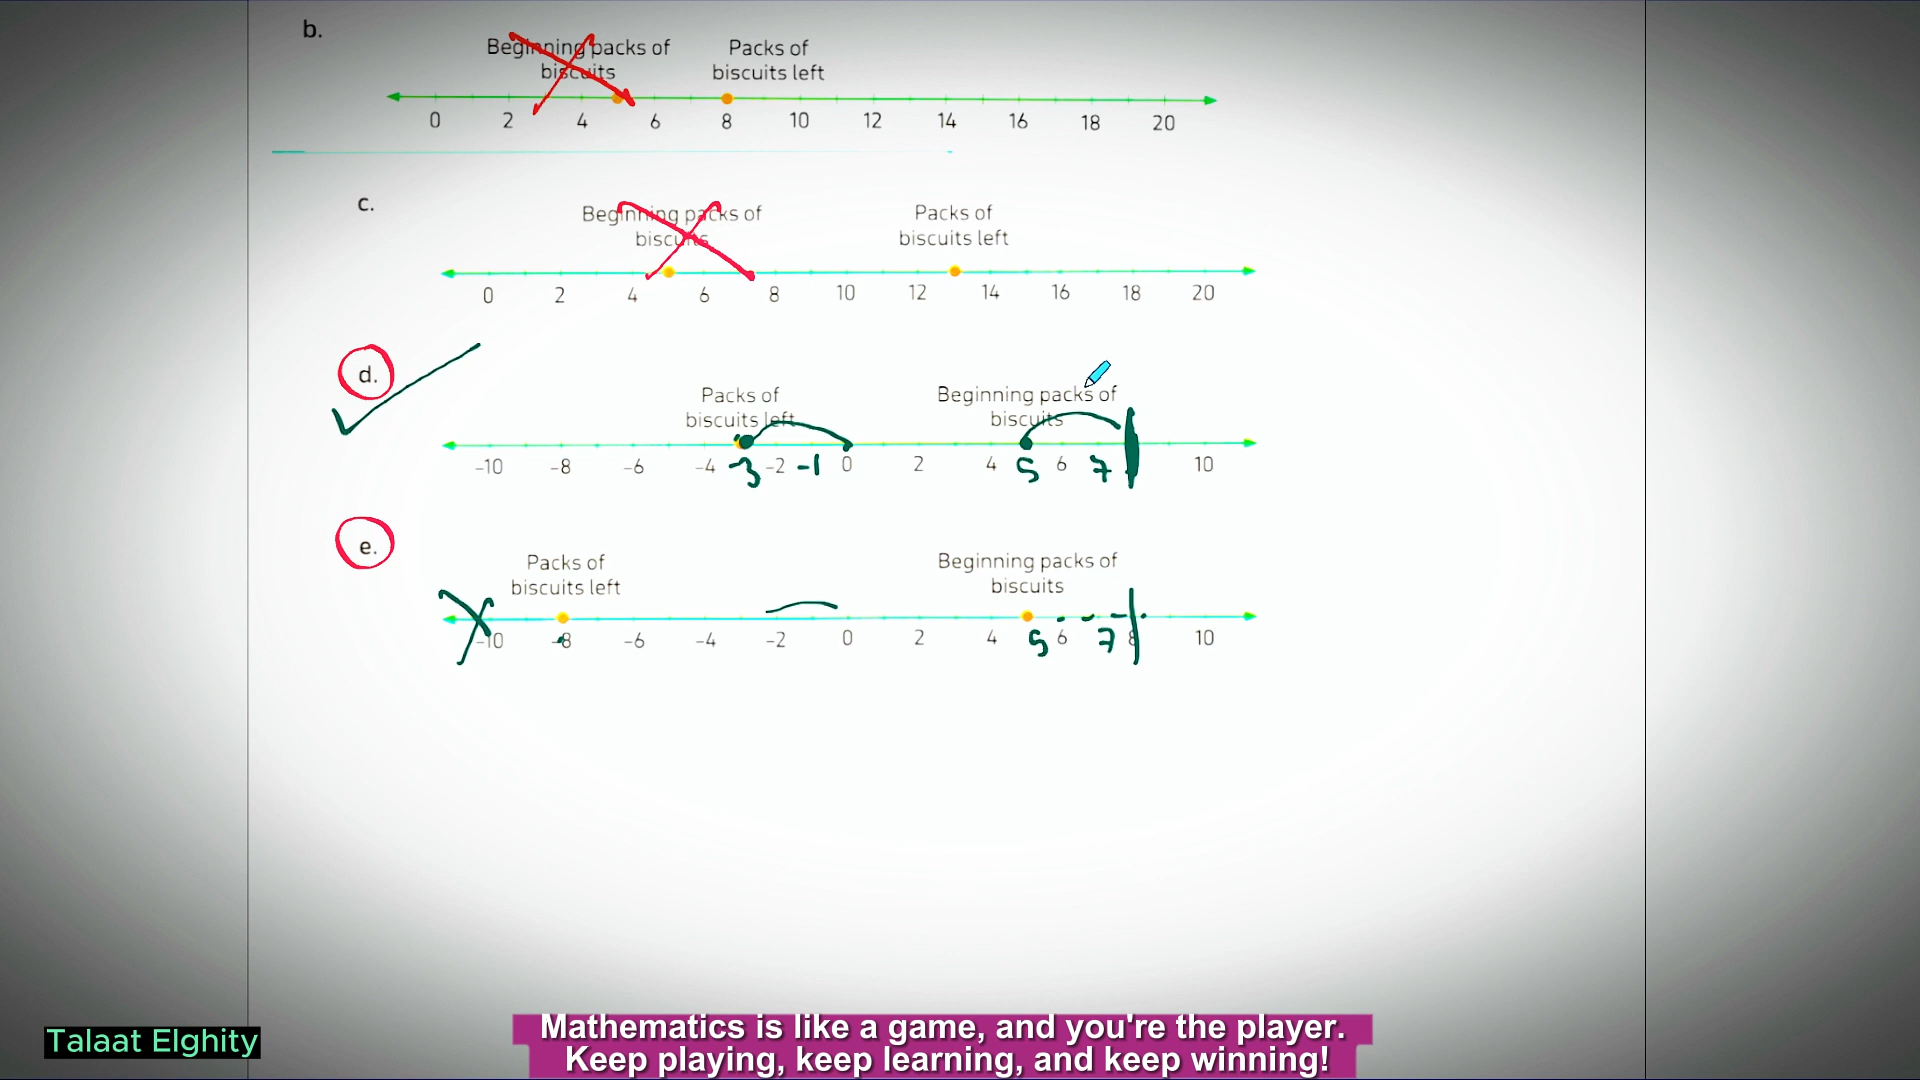 b.
Beginning packs of
biscuits
Packs of
biscuits left
0 2 4 6 8 10 12 14 16 18 20
c.
Beginning packs of
biscuits
Packs of
biscuits left
0 2 4 6 8 10 12 14 16 18 20
d.
Packs of
biscuits left
Beginning packs of
biscuits
-10 -8 -6 -4 -3 -2 -1 0 2 4 5 6 7 10
e.
Packs of
biscuits left
Beginning packs of
biscuits
-10 -8 -6 -4 -2 0 2 4 5 6 7 8 10
Talaat Elghity
Mathematics is like a game, and you're the player.
Keep playing, keep learning, and keep winning!